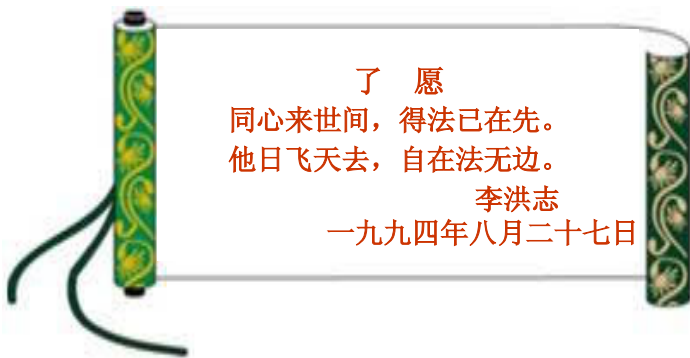 了 愿
同心来世间，得法已在先。
他日飞天去，自在法无边。
李洪志
一九九四年八月二十七日